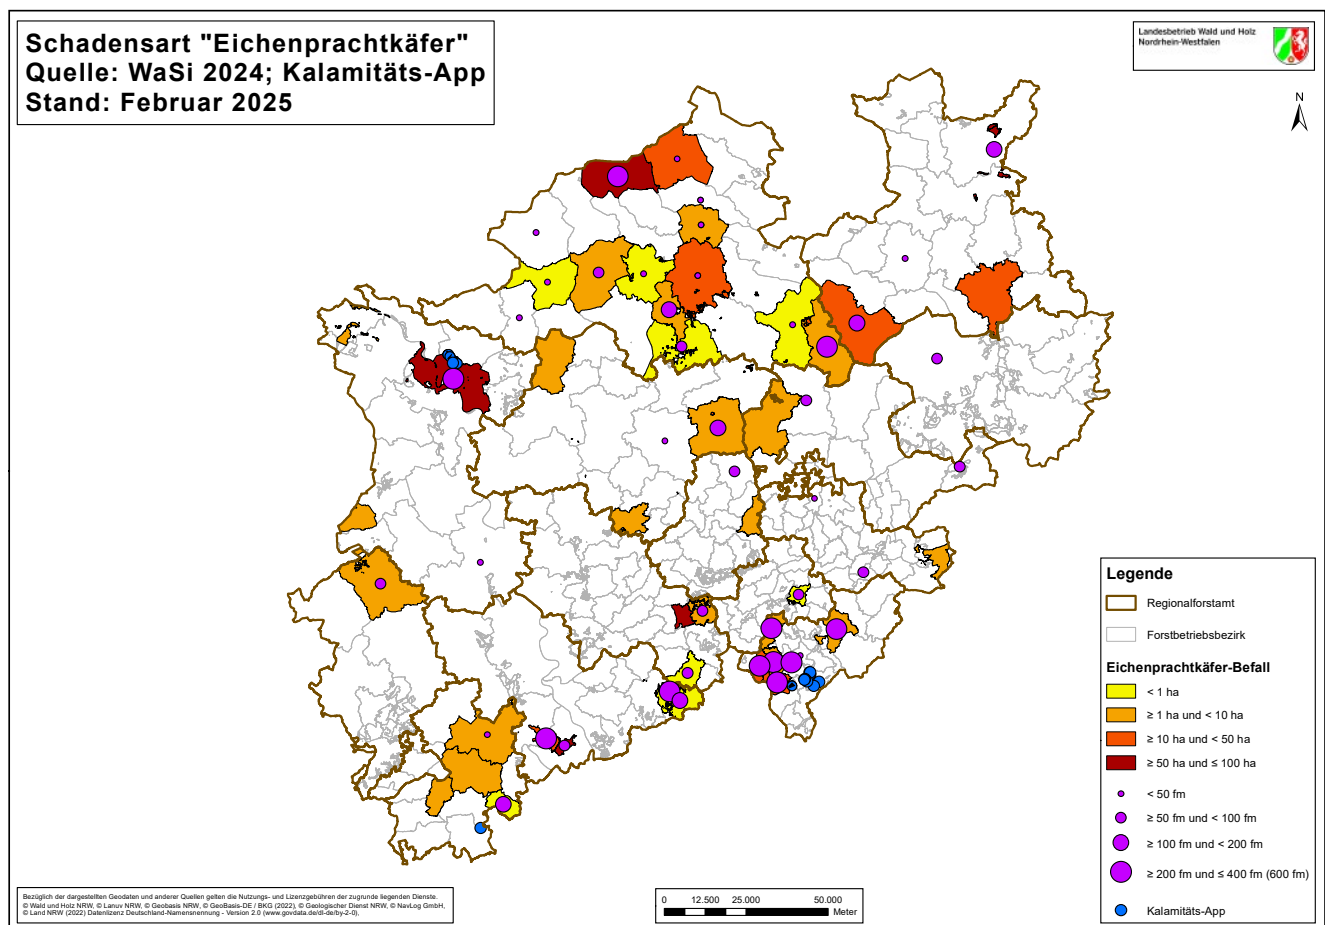 Schadensart "Eichenprachtkäfer"
Quelle: WaSi 2024; Kalamitäts-App
Stand: Februar 2025
Landesbetrieb Wald und Holz
Nordrhein-Westfalen
N
Legende
Regionalforstamt
Forstbetriebsbezirk
Eichenprachtkäfer-Befall
< 1 ha
≥ 1 ha und < 10 ha
≥ 10 ha und < 50 ha
≥ 50 ha und ≤ 100 ha
< 50 fm
≥ 50 fm und < 100 fm
≥ 100 fm und < 200 fm
≥ 200 fm und ≤ 400 fm (600 fm)
Kalamitäts-App
Bezüglich der dargestellten Geodaten und anderer Quellen gelten die Nutzungs- und Lizenzgebühren der zugrunde liegenden Dienste.
© Wald und Holz NRW, © Lanuv NRW, © Geobasis NRW, © GeoBasis-DE / BKG (2022), © Geologischer Dienst NRW, © NavLog GmbH,
© Land NRW (2022) Datenlizenz Deutschland-Namensnennung - Version 2.0 (www.govdata.de/dl-de/by-2-0),
0 12.500 25.000 50.000
Meter